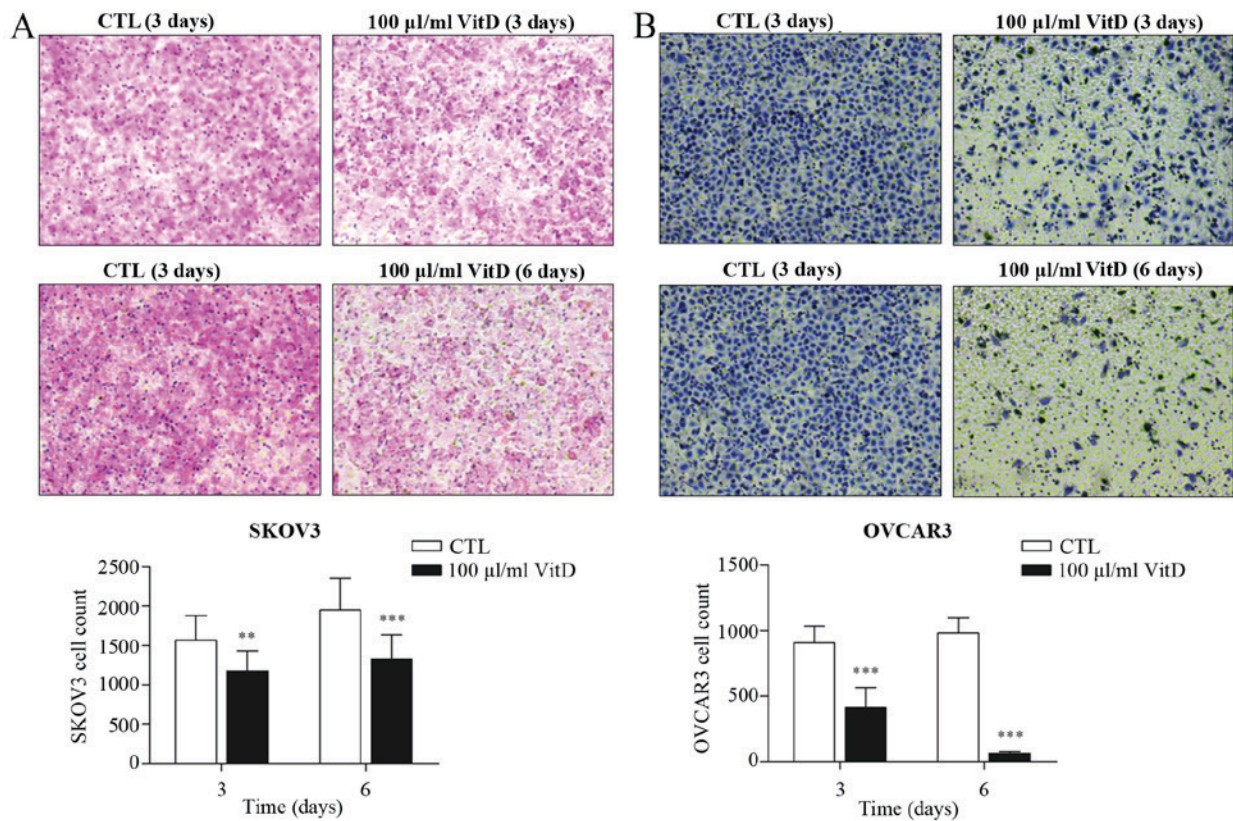 A
CTL (3 days)
100 µl/ml VitD (3 days)
CTL (3 days)
100 µl/ml VitD (6 days)
SKOV3
CTL
100 µl/ml VitD
SKOV3 cell count
2500
2000
1500
1000
500
0
**
***
3
6
Time (days)
B
CTL (3 days)
100 µl/ml VitD (3 days)
CTL (3 days)
100 µl/ml VitD (6 days)
OVCAR3
CTL
100 µl/ml VitD
OVCAR3 cell count
1500
1000
500
0
***
***
3
6
Time (days)